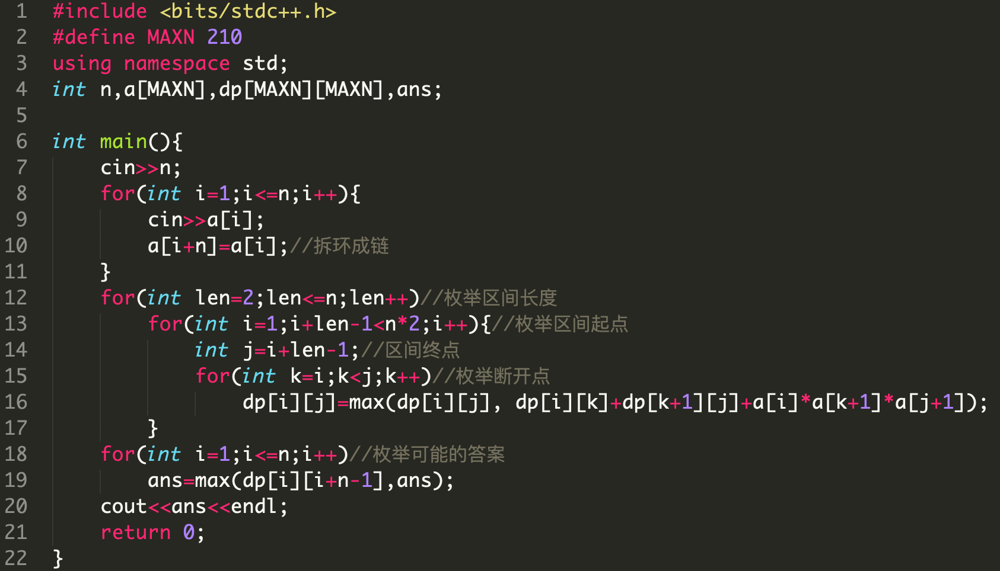 1 #include <bits/stdc++.h>
2 #define MAXN 210
3 using namespace std;
4 int n,a[MAXN],dp[MAXN][MAXN],ans;
5
6 int main(){
7     cin>>n;
8     for(int i=1;i<=n;i++){
9         cin>>a[i];
10         a[i+n]=a[i];//拆环成链
11     }
12     for(int len=2;len<=n;len++)//枚举区间长度
13         for(int i=1;i+len-1<n*2;i++){//枚举区间起点
14             int j=i+len-1;//区间终点
15             for(int k=i;k<j;k++)//枚举断开点
16                 dp[i][j]=max(dp[i][j], dp[i][k]+dp[k+1][j]+a[i]*a[k+1]*a[j+1]);
17         }
18     for(int i=1;i<=n;i++)//枚举可能的答案
19         ans=max(dp[i][i+n-1],ans);
20     cout<<ans<<endl;
21     return 0;
22 }